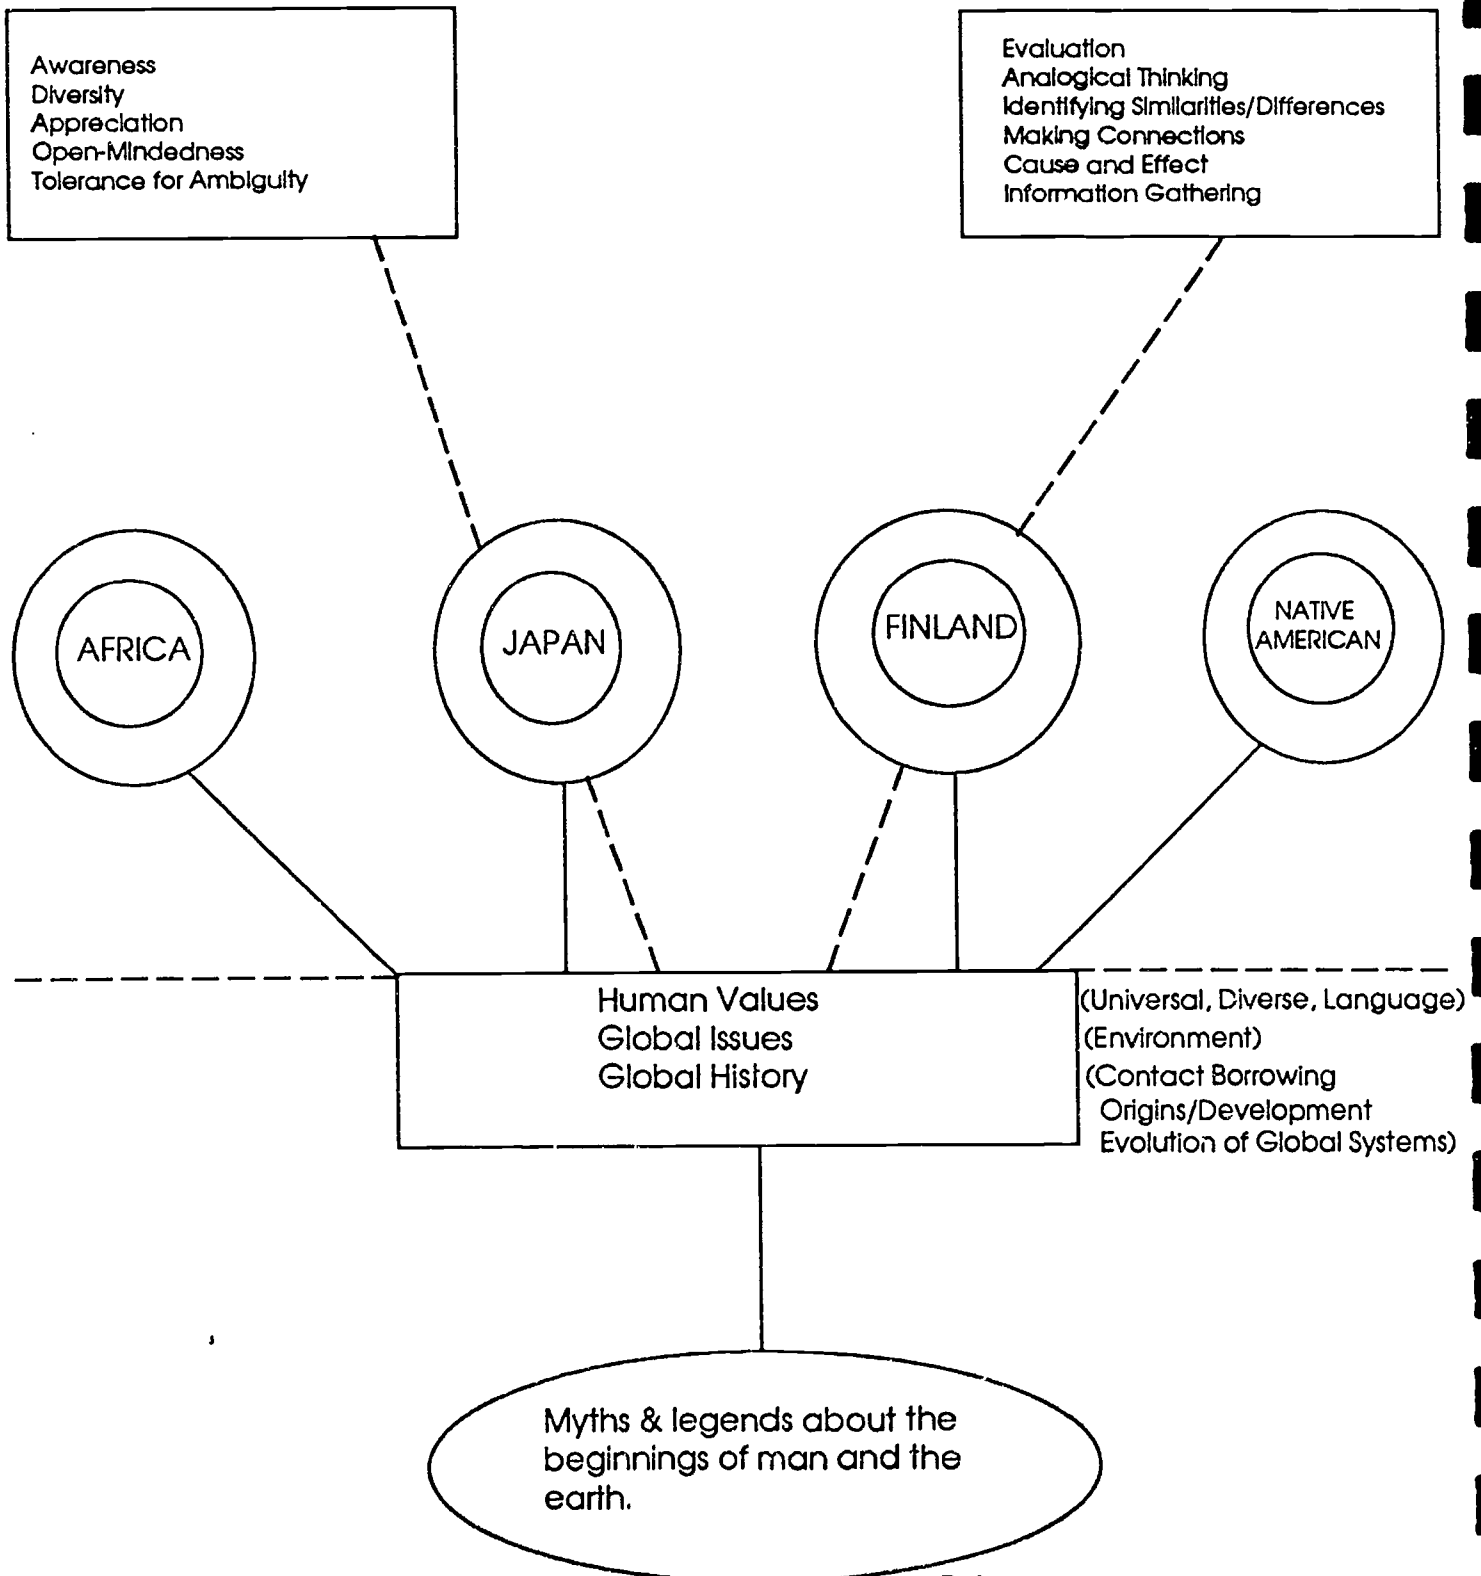 Awareness
Diversity
Appreciation
Open-Mindedness
Tolerance for Ambiguity
Evaluation
Analogical Thinking
Identifying Similarities/Differences
Making Connections
Cause and Effect
Information Gathering
AFRICA
JAPAN
FINLAND
NATIVE
AMERICAN
Human Values
Global Issues
Global History
(Universal, Diverse, Language)
(Environment)
(Contact Borrowing
Origins/Development
Evolution of Global Systems)
Myths & legends about the
beginnings of man and the
earth.